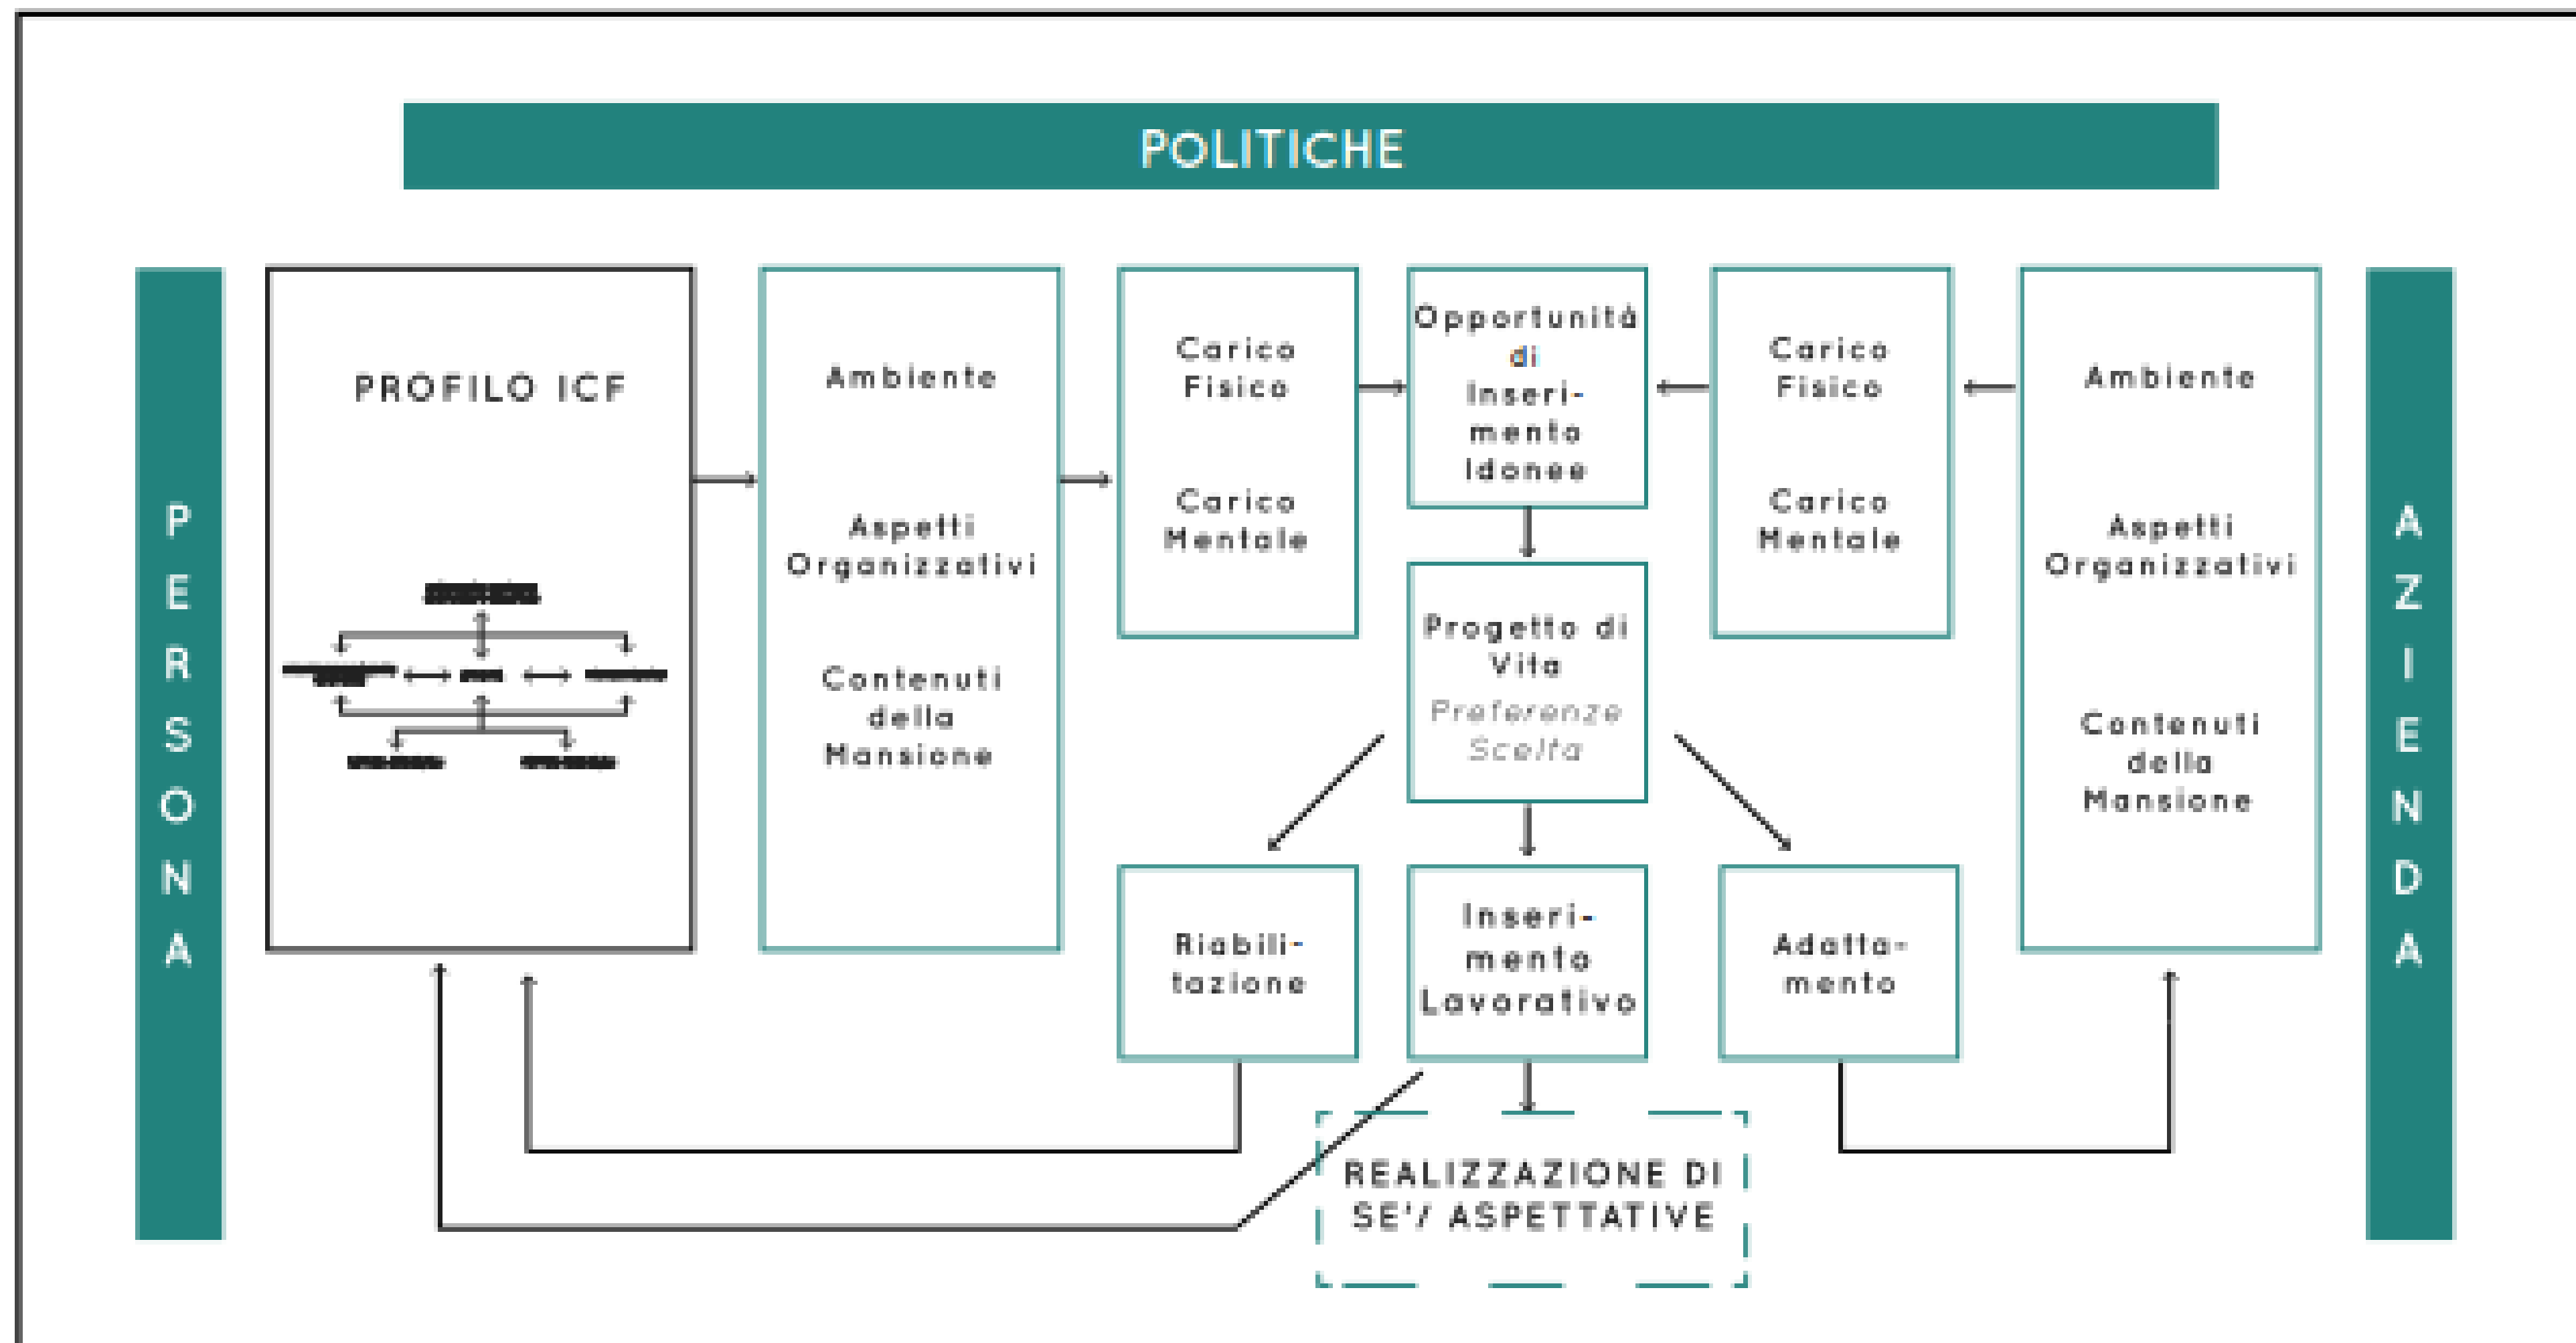 POLITICHE
PERSONA
PROFILO ICF
Ambiente
Aspetti
Organizzativi
Contenuti
della
Mansione
Carico
Fisico
Carico
Mentale
Opportunità
di
Inseri-
mento
Idonee
Progetto di
Vita
Preferenze
Scelta
Carico
Fisico
Carico
Mentale
Ambiente
Aspetti
Organizzativi
Contenuti
della
Mansione
AZIENDA
Riabili-
tazione
Inseri-
mento
Lavorativo
Adatta-
mento
REALIZZAZIONE DI
SE'/ ASPETTATIVE